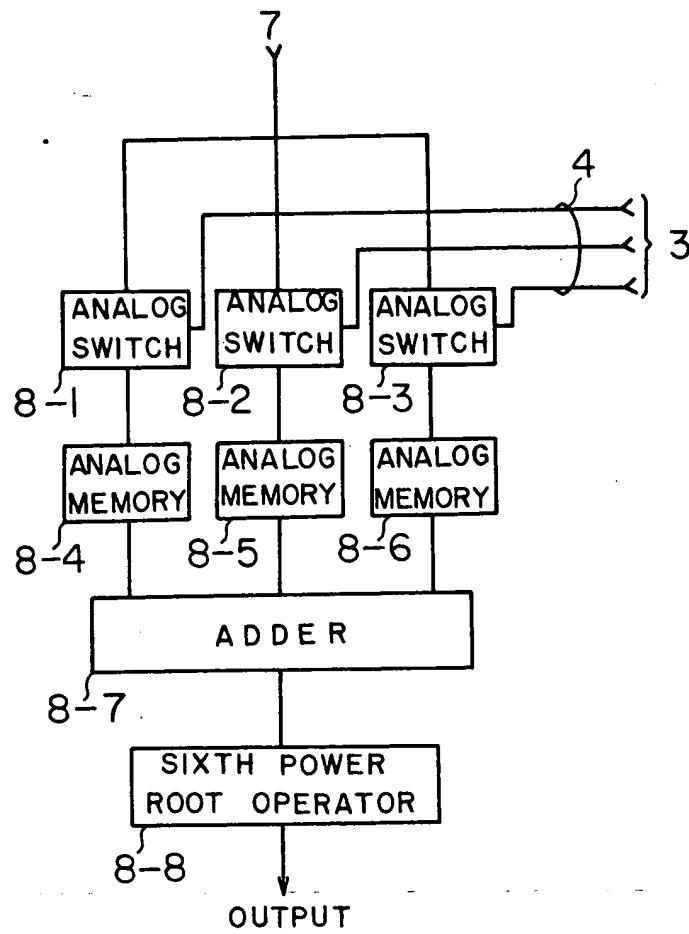 7
4
3
ANALOG
SWITCH
8-1
ANALOG
SWITCH
8-2
ANALOG
SWITCH
8-3
ANALOG
MEMORY
8-4
ANALOG
MEMORY
8-5
ANALOG
MEMORY
8-6
ADDER
8-7
SIXTH POWER
ROOT OPERATOR
8-8
OUTPUT